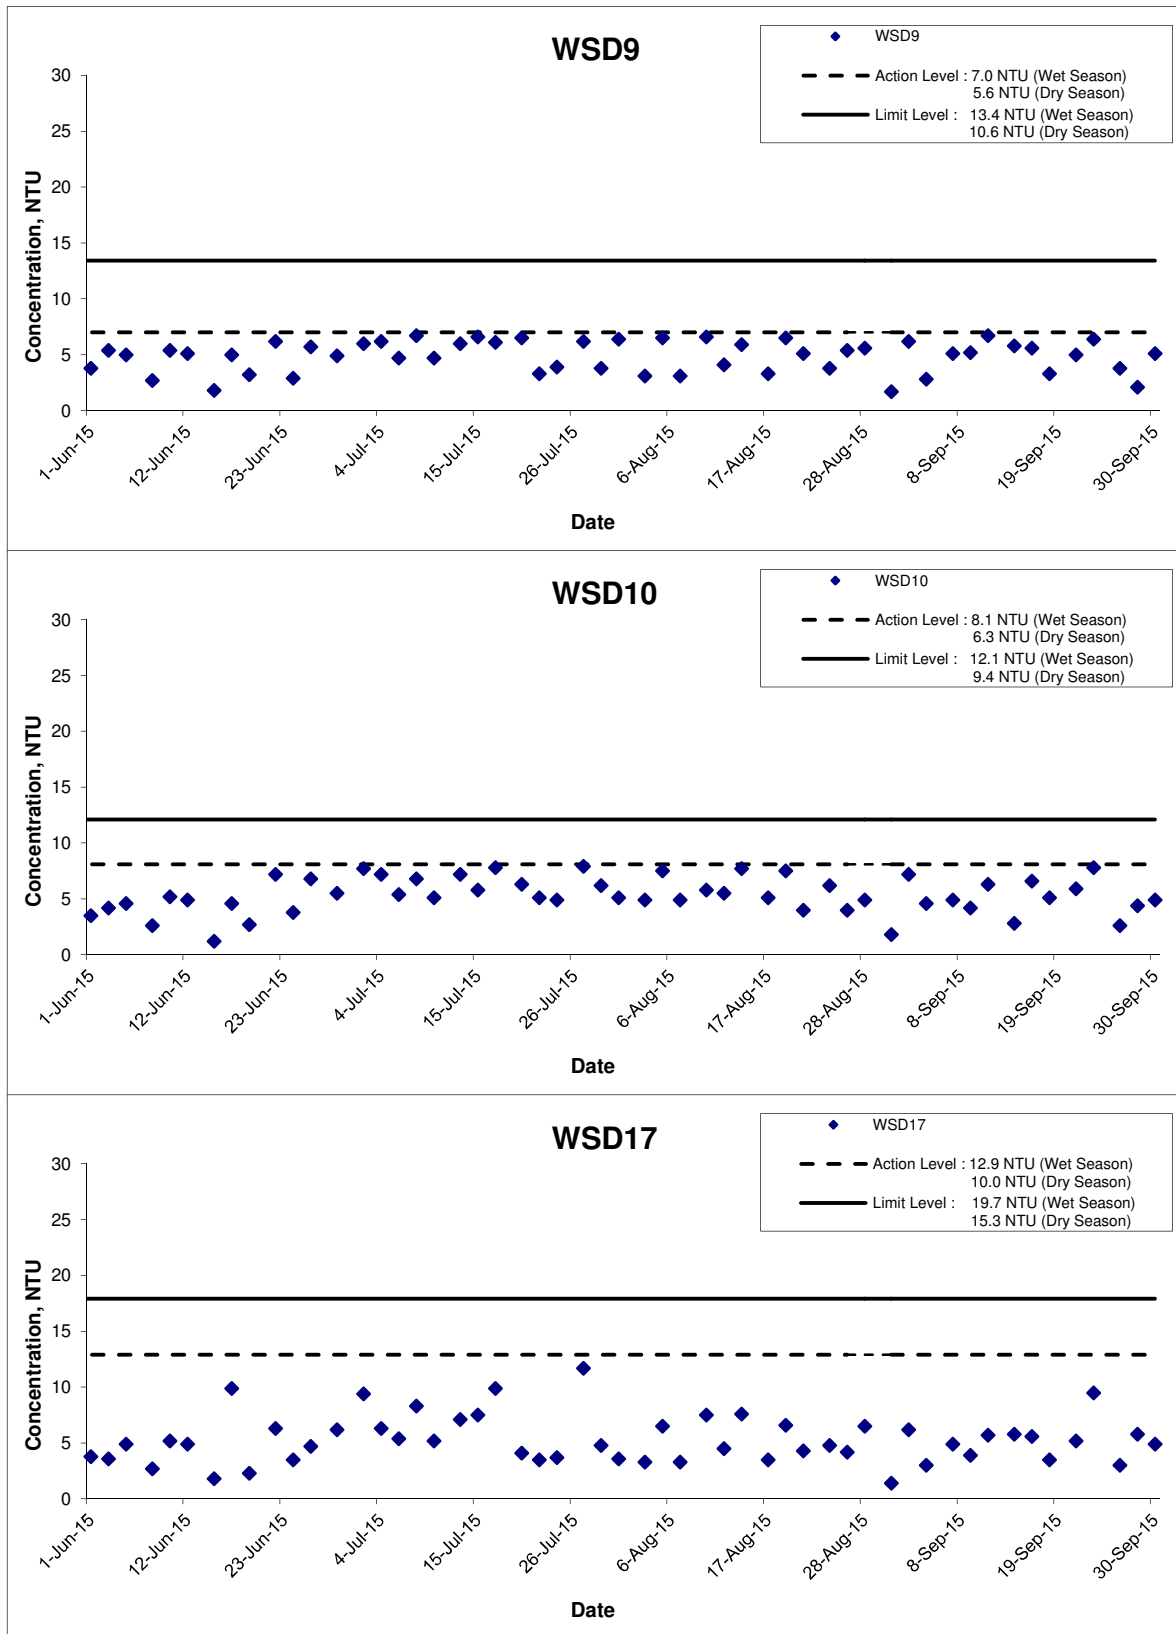 WSD9
WSD9
Action Level : 7.0 NTU (Wet Season)
5.6 NTU (Dry Season)
Limit Level : 13.4 NTU (Wet Season)
10.6 NTU (Dry Season)
Concentration, NTU
30
25
20
15
10
5
0
1-Jun-15
12-Jun-15
23-Jun-15
4-Jul-15
15-Jul-15
26-Jul-15
6-Aug-15
17-Aug-15
28-Aug-15
8-Sep-15
19-Sep-15
30-Sep-15
Date
WSD10
WSD10
Action Level : 8.1 NTU (Wet Season)
6.3 NTU (Dry Season)
Limit Level : 12.1 NTU (Wet Season)
9.4 NTU (Dry Season)
Concentration, NTU
30
25
20
15
10
5
0
1-Jun-15
12-Jun-15
23-Jun-15
4-Jul-15
15-Jul-15
26-Jul-15
6-Aug-15
17-Aug-15
28-Aug-15
8-Sep-15
19-Sep-15
30-Sep-15
Date
WSD17
WSD17
Action Level : 12.9 NTU (Wet Season)
10.0 NTU (Dry Season)
Limit Level : 19.7 NTU (Wet Season)
15.3 NTU (Dry Season)
Concentration, NTU
30
25
20
15
10
5
0
1-Jun-15
12-Jun-15
23-Jun-15
4-Jul-15
15-Jul-15
26-Jul-15
6-Aug-15
17-Aug-15
28-Aug-15
8-Sep-15
19-Sep-15
30-Sep-15
Date